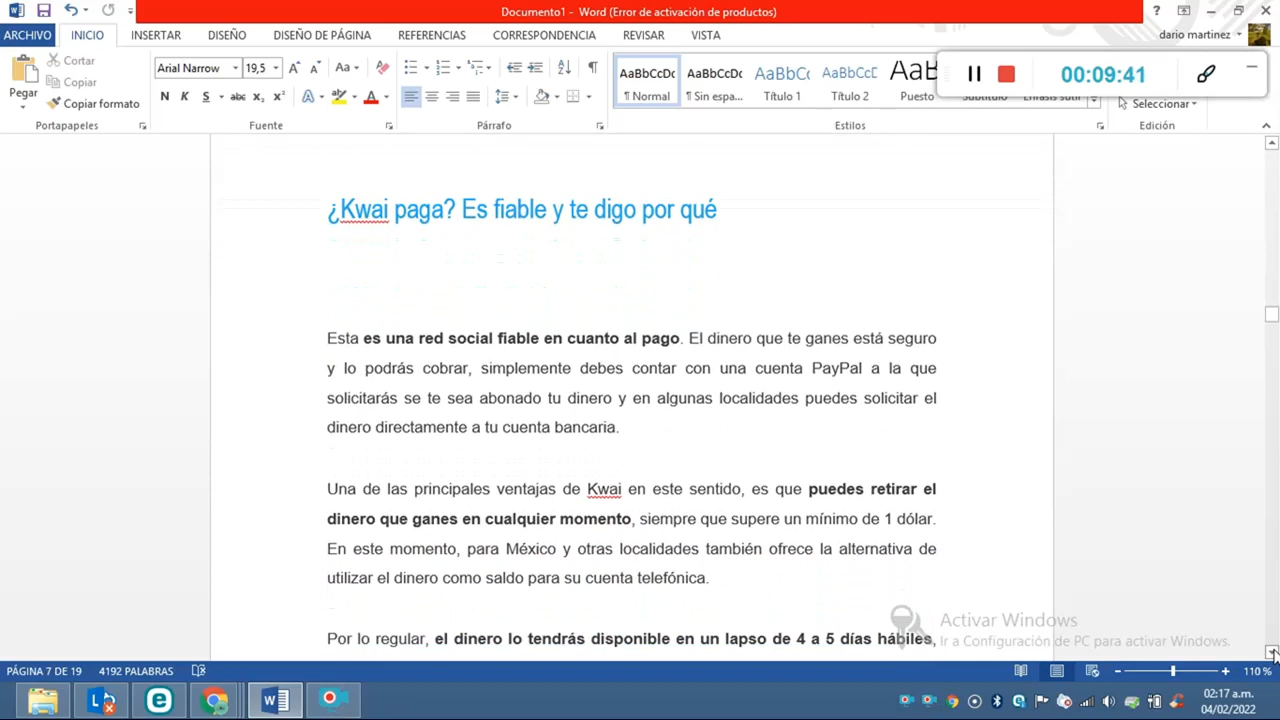 Documento1 - Word (Error de activación de productos)
ARCHIVO INICIO INSERTAR DISEÑO DISEÑO DE PÁGINA REFERENCIAS CORRESPONDENCIA REVISAR VISTA dario martinez
Pegar
Cortar
Copiar
Copiar formato
Portapapeles
Arial Narrow 19,5
N K S abc x₂ x²
Fuente
Párrafo
AaBbCcDc AaBbCcDc AaBbCc AaBbCcD AaB
¶ Normal ¶ Sin espa... Título 1 Título 2 Puesto
Estilos
00:09:41
Seleccionar
Edición
¿Kwai paga? Es fiable y te digo por qué
Esta es una red social fiable en cuanto al pago. El dinero que te ganes está seguro
y lo podrás cobrar, simplemente debes contar con una cuenta PayPal a la que
solicitarás se te sea abonado tu dinero y en algunas localidades puedes solicitar el
dinero directamente a tu cuenta bancaria.
Una de las principales ventajas de Kwai en este sentido, es que puedes retirar el
dinero que ganes en cualquier momento, siempre que supere un mínimo de 1 dólar.
En este momento, para México y otras localidades también ofrece la alternativa de
utilizar el dinero como saldo para su cuenta telefónica.
Por lo regular, el dinero lo tendrás disponible en un lapso de 4 a 5 días hábiles,
Activar Windows
Ir a Configuración de PC para activar Windows.
PÁGINA 7 DE 19 4192 PALABRAS 110 %
02:17 a.m.
04/02/2022